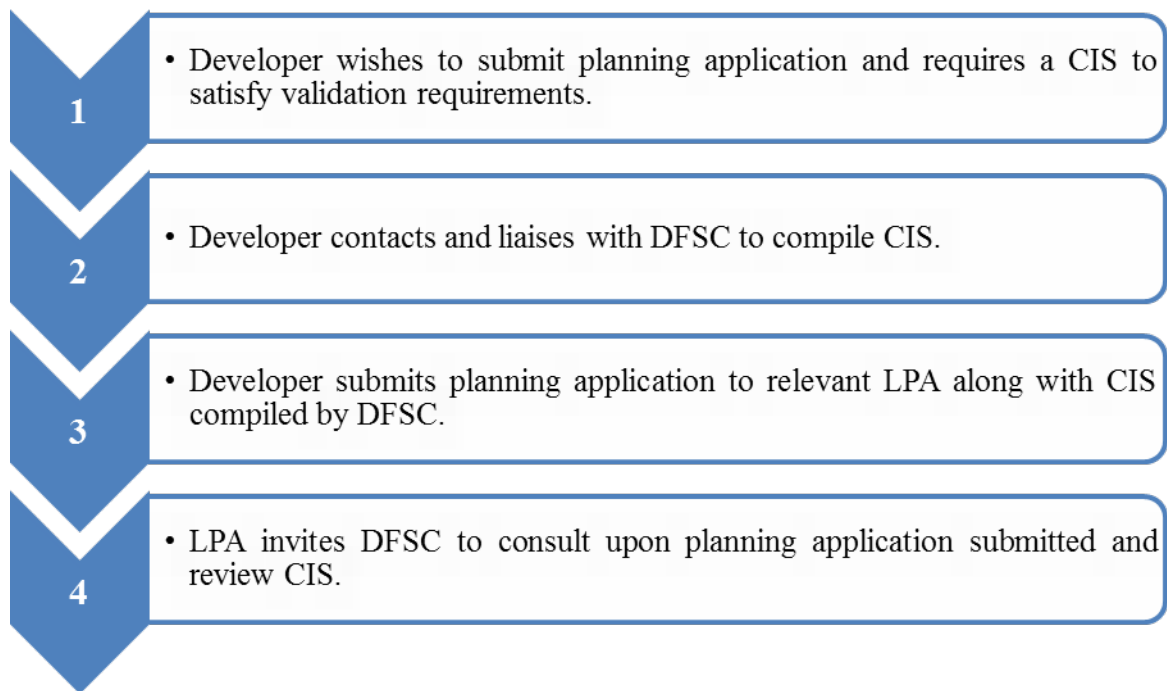 1
• Developer wishes to submit planning application and requires a CIS to
satisfy validation requirements.
2
• Developer contacts and liaises with DFSC to compile CIS.
3
• Developer submits planning application to relevant LPA along with CIS
compiled by DFSC.
4
• LPA invites DFSC to consult upon planning application submitted and
review CIS.